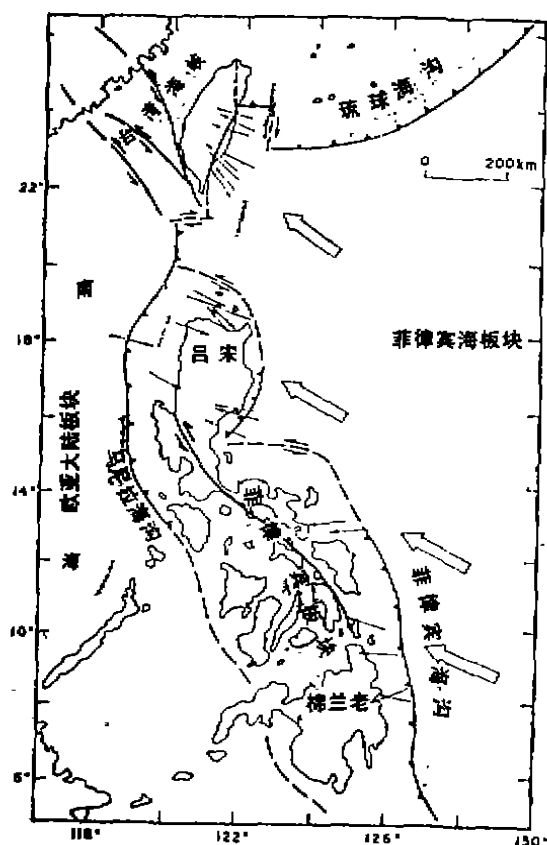 台湾海峡
琉球海沟
0 200km
22°
南
18°
吕宋
菲律宾海板块
欧亚大陆板块
马尼拉海沟
14°
海
菲律宾板块
菲律宾海沟
10°
棉兰老
6°
118° 122° 126° 130°